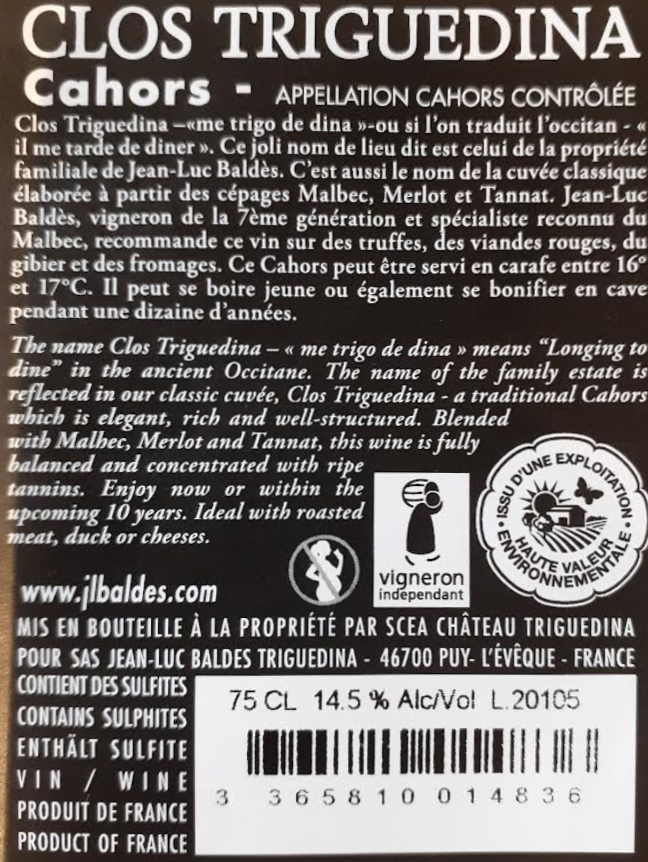 CLOS TRIGUEDINA
Cahors - APPELLATION CAHORS CONTRÔLÉE
Clos Triguedina –«me trigo de dina »-ou si l'on traduit l'occitan - «
il me tarde de diner ». Ce joli nom de lieu dit est celui de la propriété
familiale de Jean-Luc Baldès. C'est aussi le nom de la cuvée classique
élaborée à partir des cépages Malbec, Merlot et Tannat. Jean-Luc
Baldès, vigneron de la 7ème génération et spécialiste reconnu du
Malbec, recommande ce vin sur des truffes, des viandes rouges, du
gibier et des fromages. Ce Cahors peut être servi en carafe entre 16°
et 17°C. Il peut se boire jeune ou également se bonifier en cave
pendant une dizaine d'années.
The name Clos Triguedina – « me trigo de dina » means "Longing to
dine" in the ancient Occitane. The name of the family estate is
reflected in our classic cuvée, Clos Triguedina - a traditional Cahors
which is elegant, rich and well-structured. Blended
with Malbec, Merlot and Tannat, this wine is fully
balanced and concentrated with ripe
tannins. Enjoy now or within the
upcoming 10 years. Ideal with roasted
meat, duck or cheeses.
vigneron
indépendant
• ISSU D'UNE EXPLOITATION •
HAUTE VALEUR
ENVIRONNEMENTALE
www.jlbaldes.com
MIS EN BOUTEILLE À LA PROPRIÉTÉ PAR SCEA CHÂTEAU TRIGUEDINA
POUR SAS JEAN-LUC BALDES TRIGUEDINA - 46700 PUY- L'ÉVÊQUE - FRANCE
CONTIENT DES SULFITES
CONTAINS SULPHITES
ENTHÄLT SULFITE
VIN / WINE
PRODUIT DE FRANCE
PRODUCT OF FRANCE
75 CL 14.5 % Alc/Vol L.20105
3 365810 014836